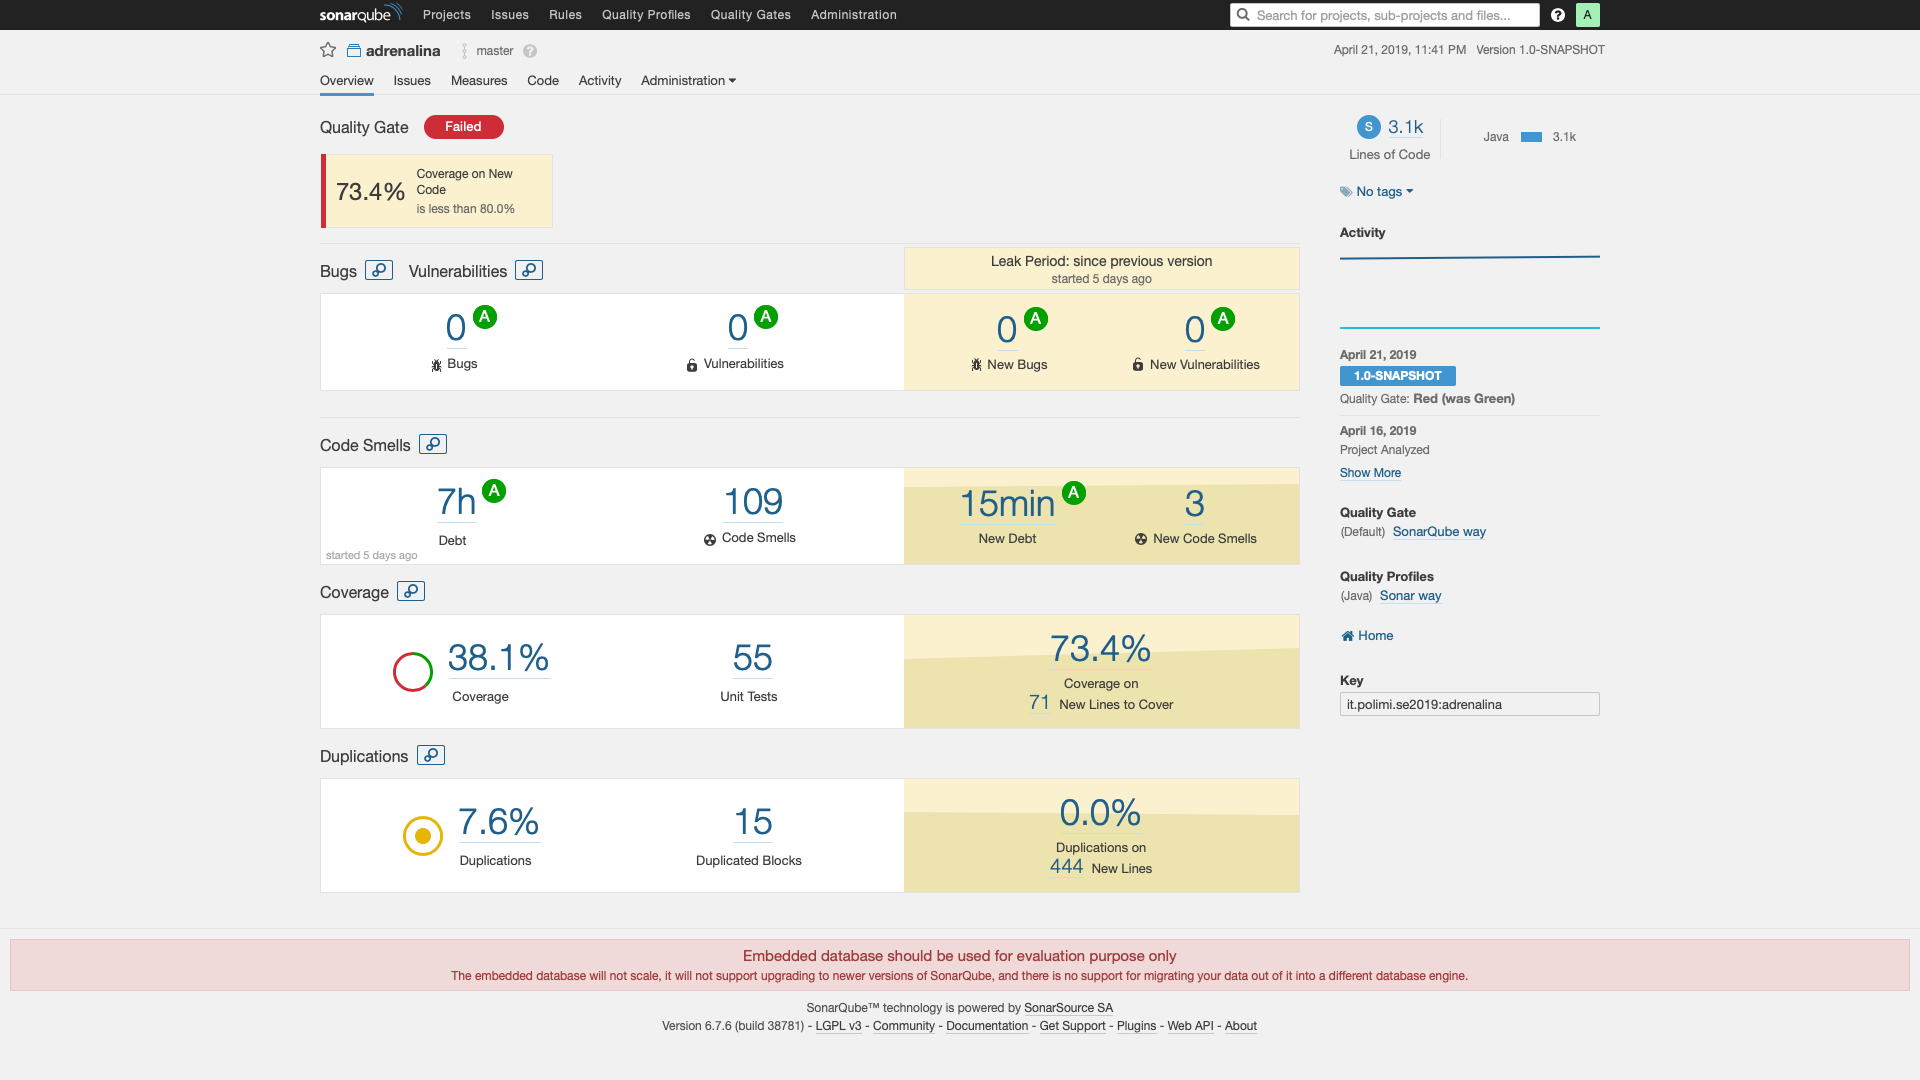 sonarqube Projects Issues Rules Quality Profiles Quality Gates Administration Search for projects, sub-projects and files... ? A
adrenalina master ? April 21, 2019, 11:41 PM Version 1.0-SNAPSHOT
Overview Issues Measures Code Activity Administration
Quality Gate Failed
73.4% Coverage on New
Code
is less than 80.0%
Bugs Vulnerabilities
Leak Period: since previous version
started 5 days ago
0 A
Bugs
0 A
Vulnerabilities
0 A
New Bugs
0 A
New Vulnerabilities
Code Smells
7h A
Debt
started 5 days ago
109
Code Smells
15min A
New Debt
3
New Code Smells
Coverage
38.1%
Coverage
55
Unit Tests
73.4%
Coverage on
71 New Lines to Cover
Duplications
7.6%
Duplications
15
Duplicated Blocks
0.0%
Duplications on
444 New Lines
S 3.1k
Lines of Code
Java 3.1k
No tags
Activity
April 21, 2019
1.0-SNAPSHOT
Quality Gate: Red (was Green)
April 16, 2019
Project Analyzed
Show More
Quality Gate
(Default) SonarQube way
Quality Profiles
(Java) Sonar way
Home
Key
it.polimi.se2019:adrenalina
Embedded database should be used for evaluation purpose only
The embedded database will not scale, it will not support upgrading to newer versions of SonarQube, and there is no support for migrating your data out of it into a different database engine.
SonarQube™ technology is powered by SonarSource SA
Version 6.7.6 (build 38781) - LGPL v3 - Community - Documentation - Get Support - Plugins - Web API - About